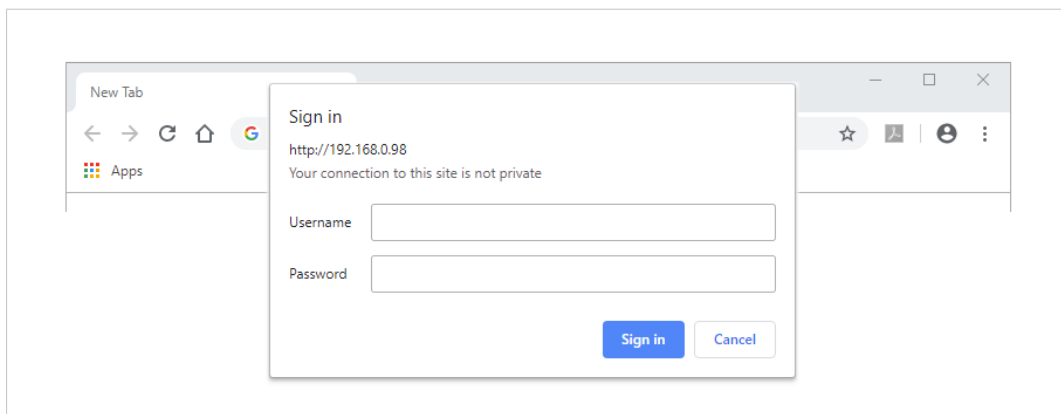 New Tab
Apps
Sign in
http://192.168.0.98
Your connection to this site is not private
Username
Password
Sign in
Cancel